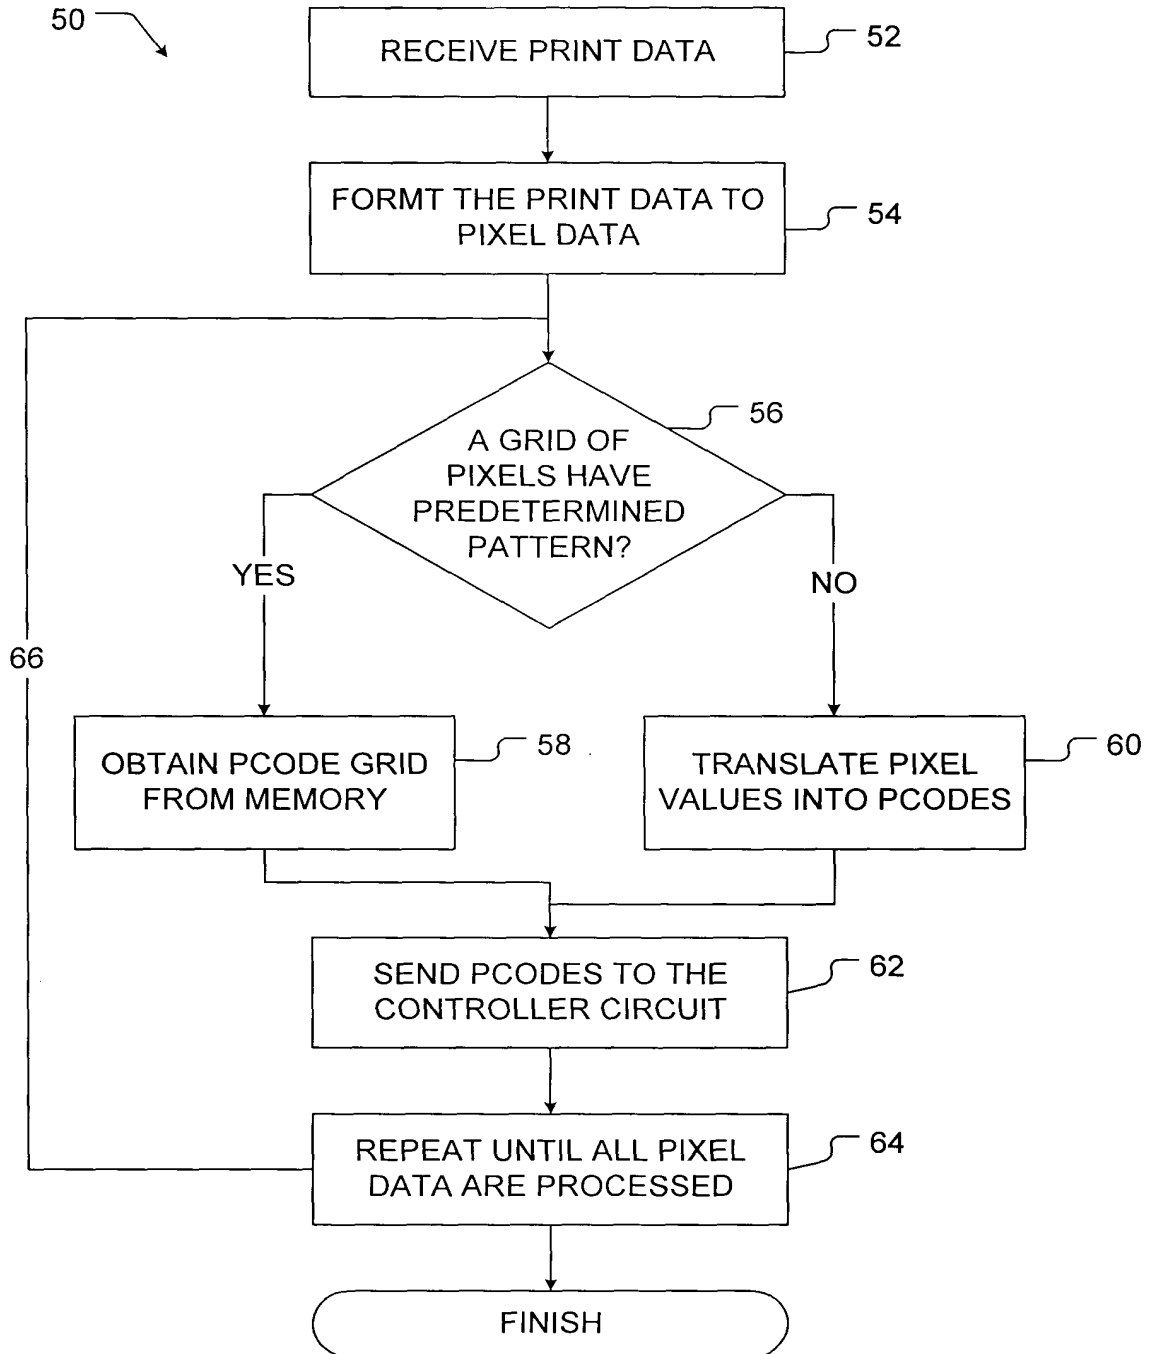 50
RECEIVE PRINT DATA
52
FORMT THE PRINT DATA TO
PIXEL DATA
54
A GRID OF
PIXELS HAVE
PREDETERMINED
PATTERN?
56
YES
NO
66
OBTAIN PCODE GRID
FROM MEMORY
58
TRANSLATE PIXEL
VALUES INTO PCODES
60
SEND PCODES TO THE
CONTROLLER CIRCUIT
62
REPEAT UNTIL ALL PIXEL
DATA ARE PROCESSED
64
FINISH